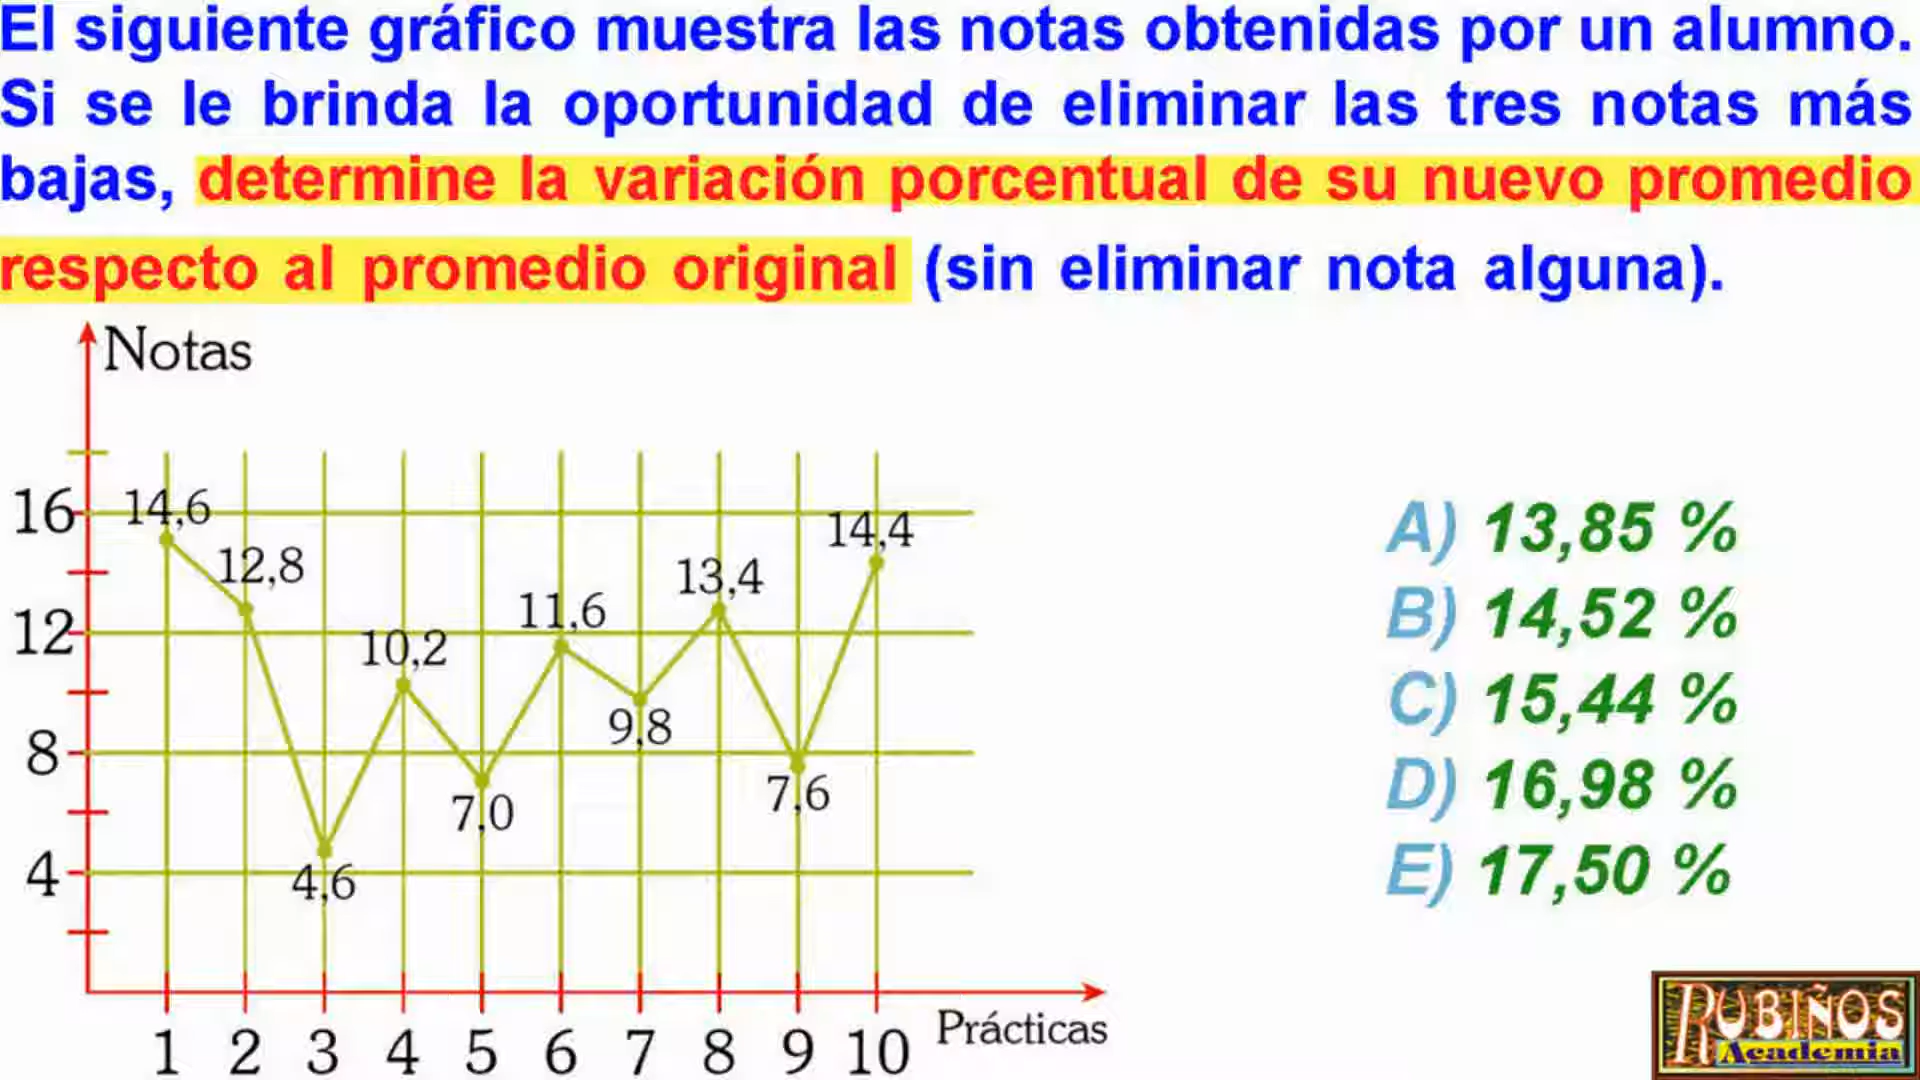 El siguiente gráfico muestra las notas obtenidas por un alumno.
Si se le brinda la oportunidad de eliminar las tres notas más
bajas, determine la variación porcentual de su nuevo promedio
respecto al promedio original (sin eliminar nota alguna).
Notas
16
12
8
4
14,6
12,8
4,6
10,2
7,0
11,6
9,8
13,4
7,6
14,4
1 2 3 4 5 6 7 8 9 10
Prácticas
A) 13,85 %
B) 14,52 %
C) 15,44 %
D) 16,98 %
E) 17,50 %
RUBIÑOS
Academia